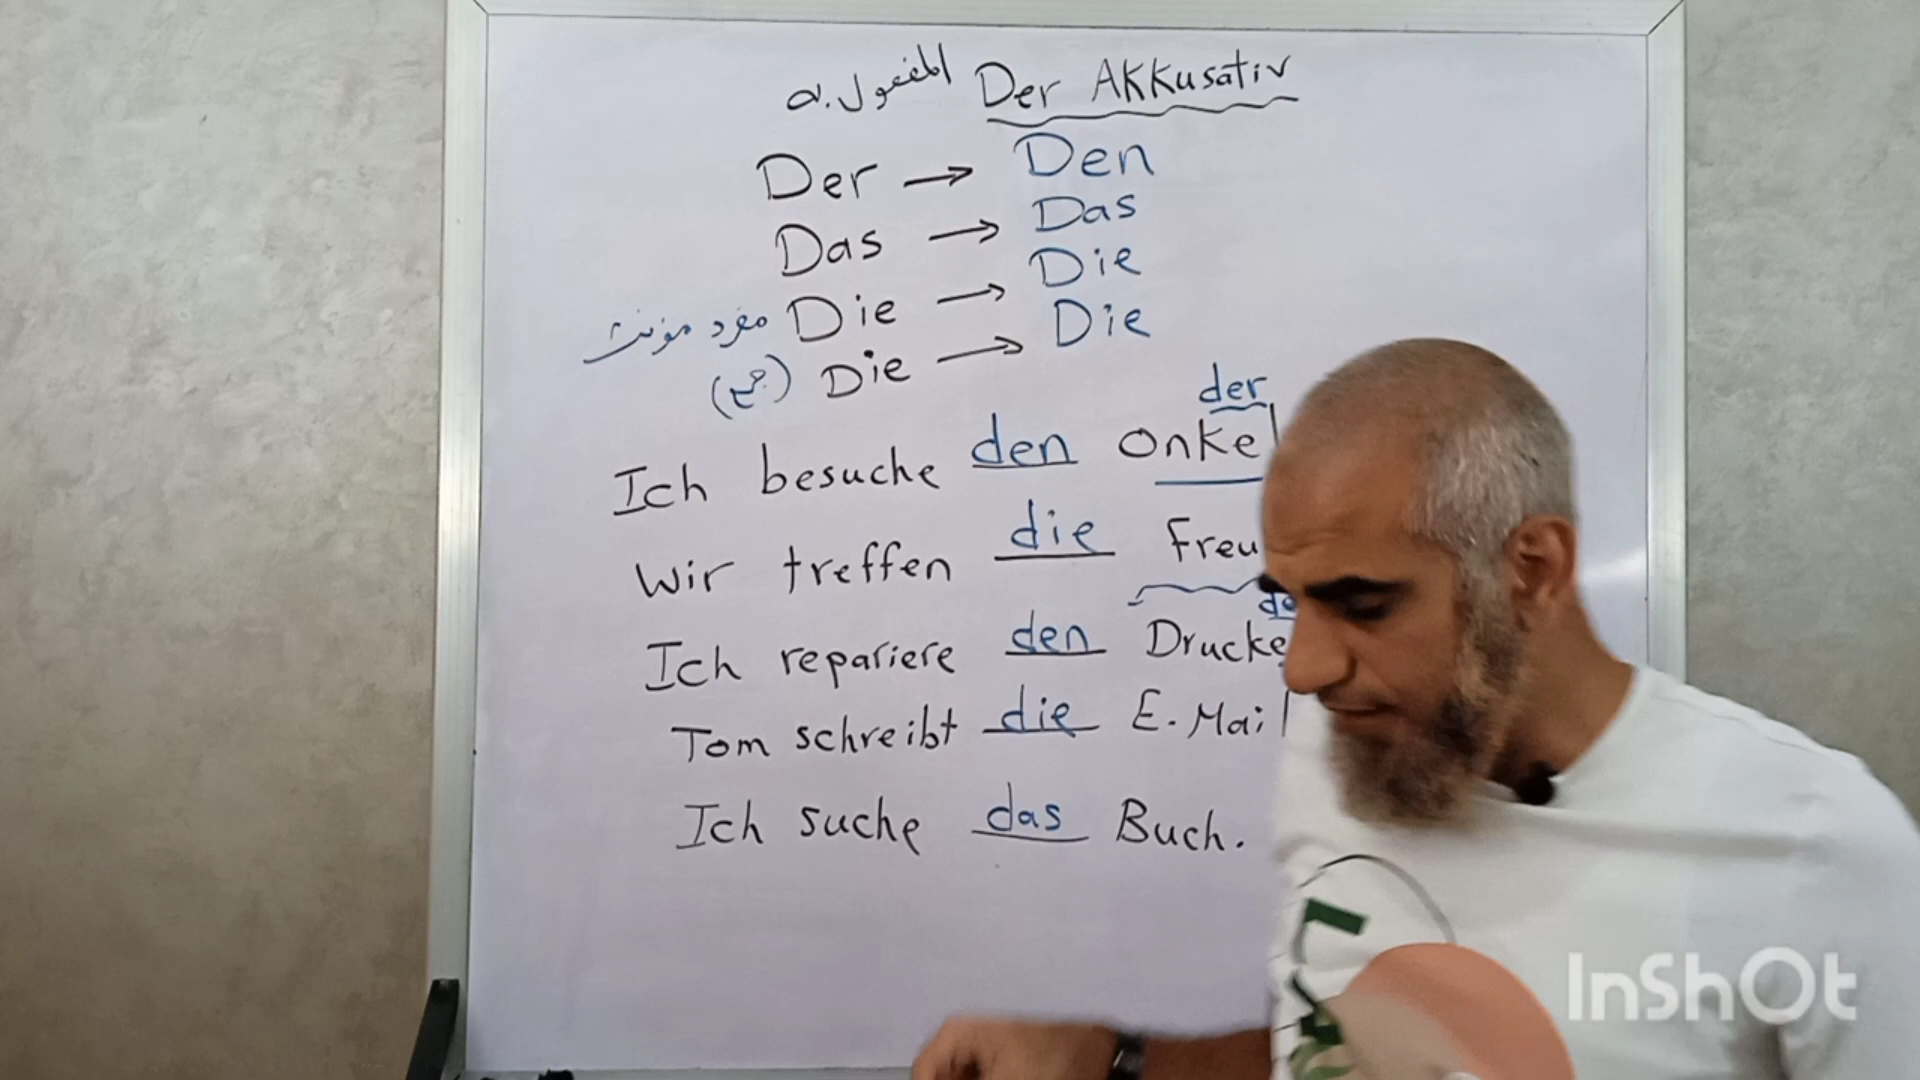 Der Akkusativ المفعول به
Der → Den
Das → Das
مفرد مؤنث Die → Die
(جمع) Die → Die
der
Ich besuche den Onkel
Wir treffen die
Ich repariere den
Tom schreibt die E-Mail
Ich suche das Buch.
InShOt